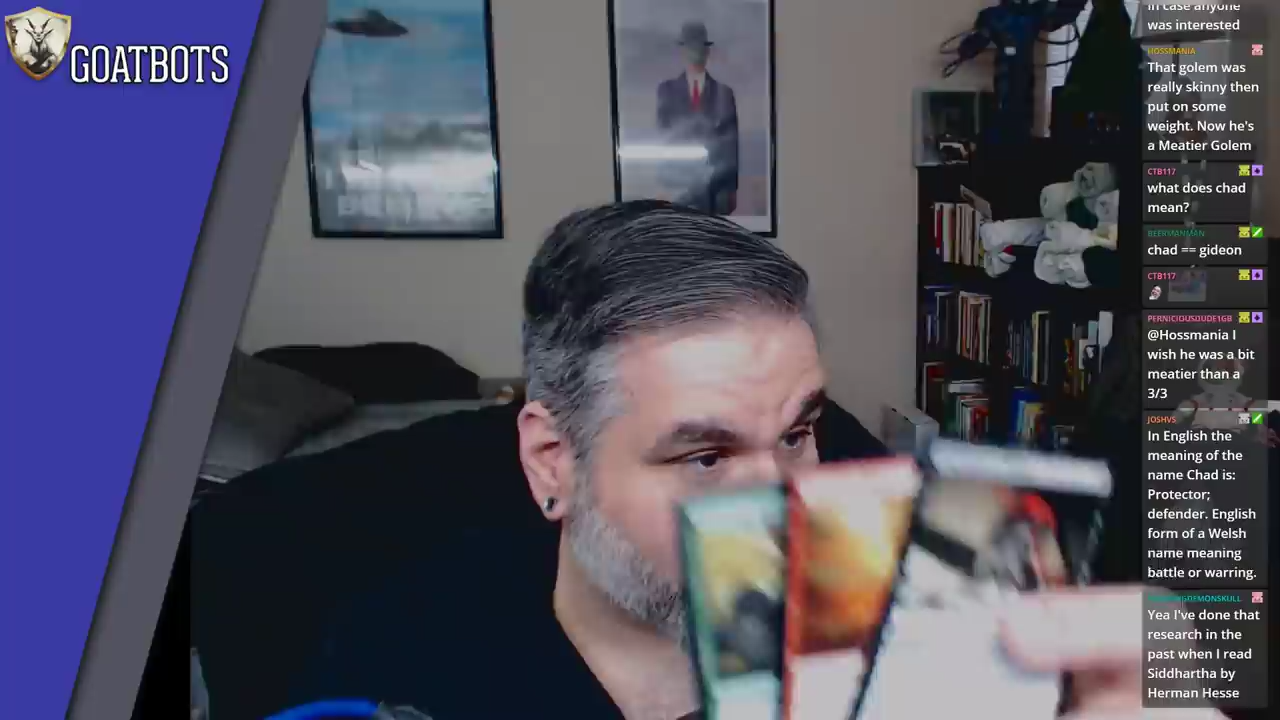 GOATBOTS
in case anyone
was interested
HOSSMANIA
That golem was
really skinny then
put on some
weight. Now he's
a Meatier Golem
CTB117
what does chad
mean?
BEERMANMAN
chad == gideon
CTB117
PERNICIOUSDUDE1GB
@Hossmania I
wish he was a bit
meatier than a
3/3
JOSHVS
In English the
meaning of the
name Chad is:
Protector;
defender. English
form of a Welsh
name meaning
battle or warring.
Yea I've done that
research in the
past when I read
Siddhartha by
Herman Hesse